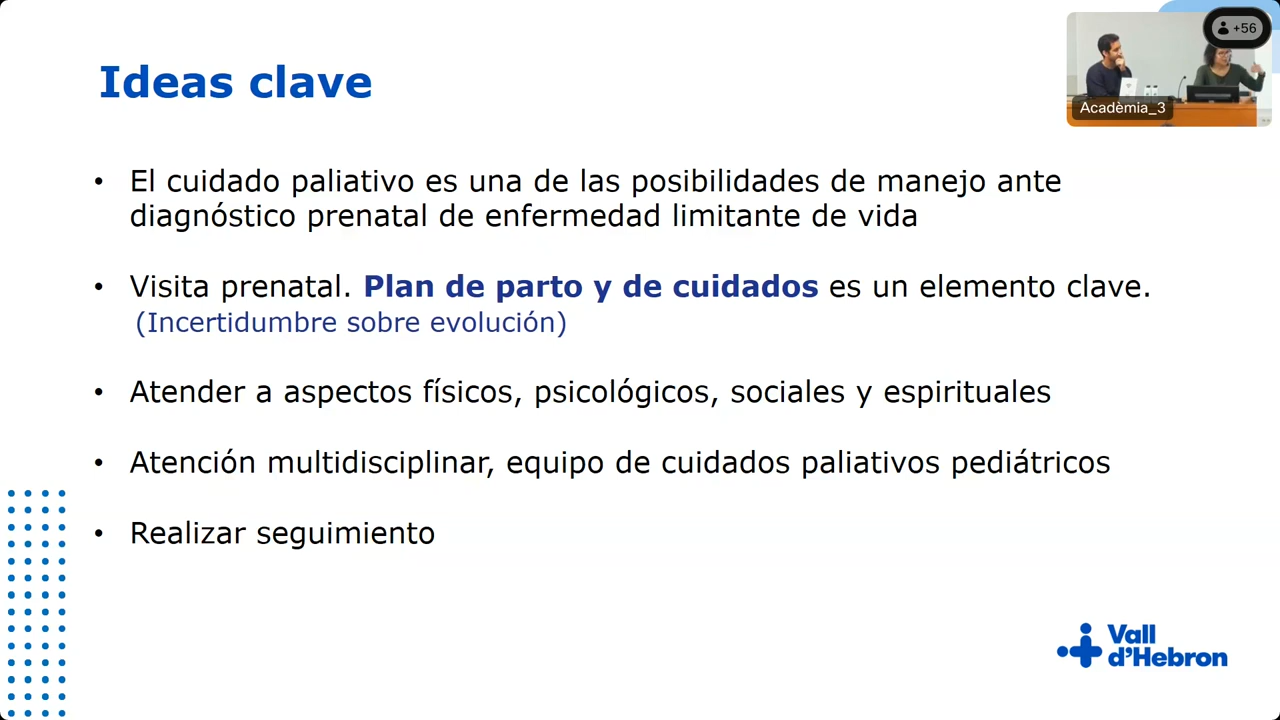 Ideas clave
+56
Acadèmia_3
• El cuidado paliativo es una de las posibilidades de manejo ante
diagnóstico prenatal de enfermedad limitante de vida
• Visita prenatal. Plan de parto y de cuidados es un elemento clave.
(Incertidumbre sobre evolución)
• Atender a aspectos físicos, psicológicos, sociales y espirituales
• Atención multidisciplinar, equipo de cuidados paliativos pediátricos
• Realizar seguimiento
Vall
d'Hebron